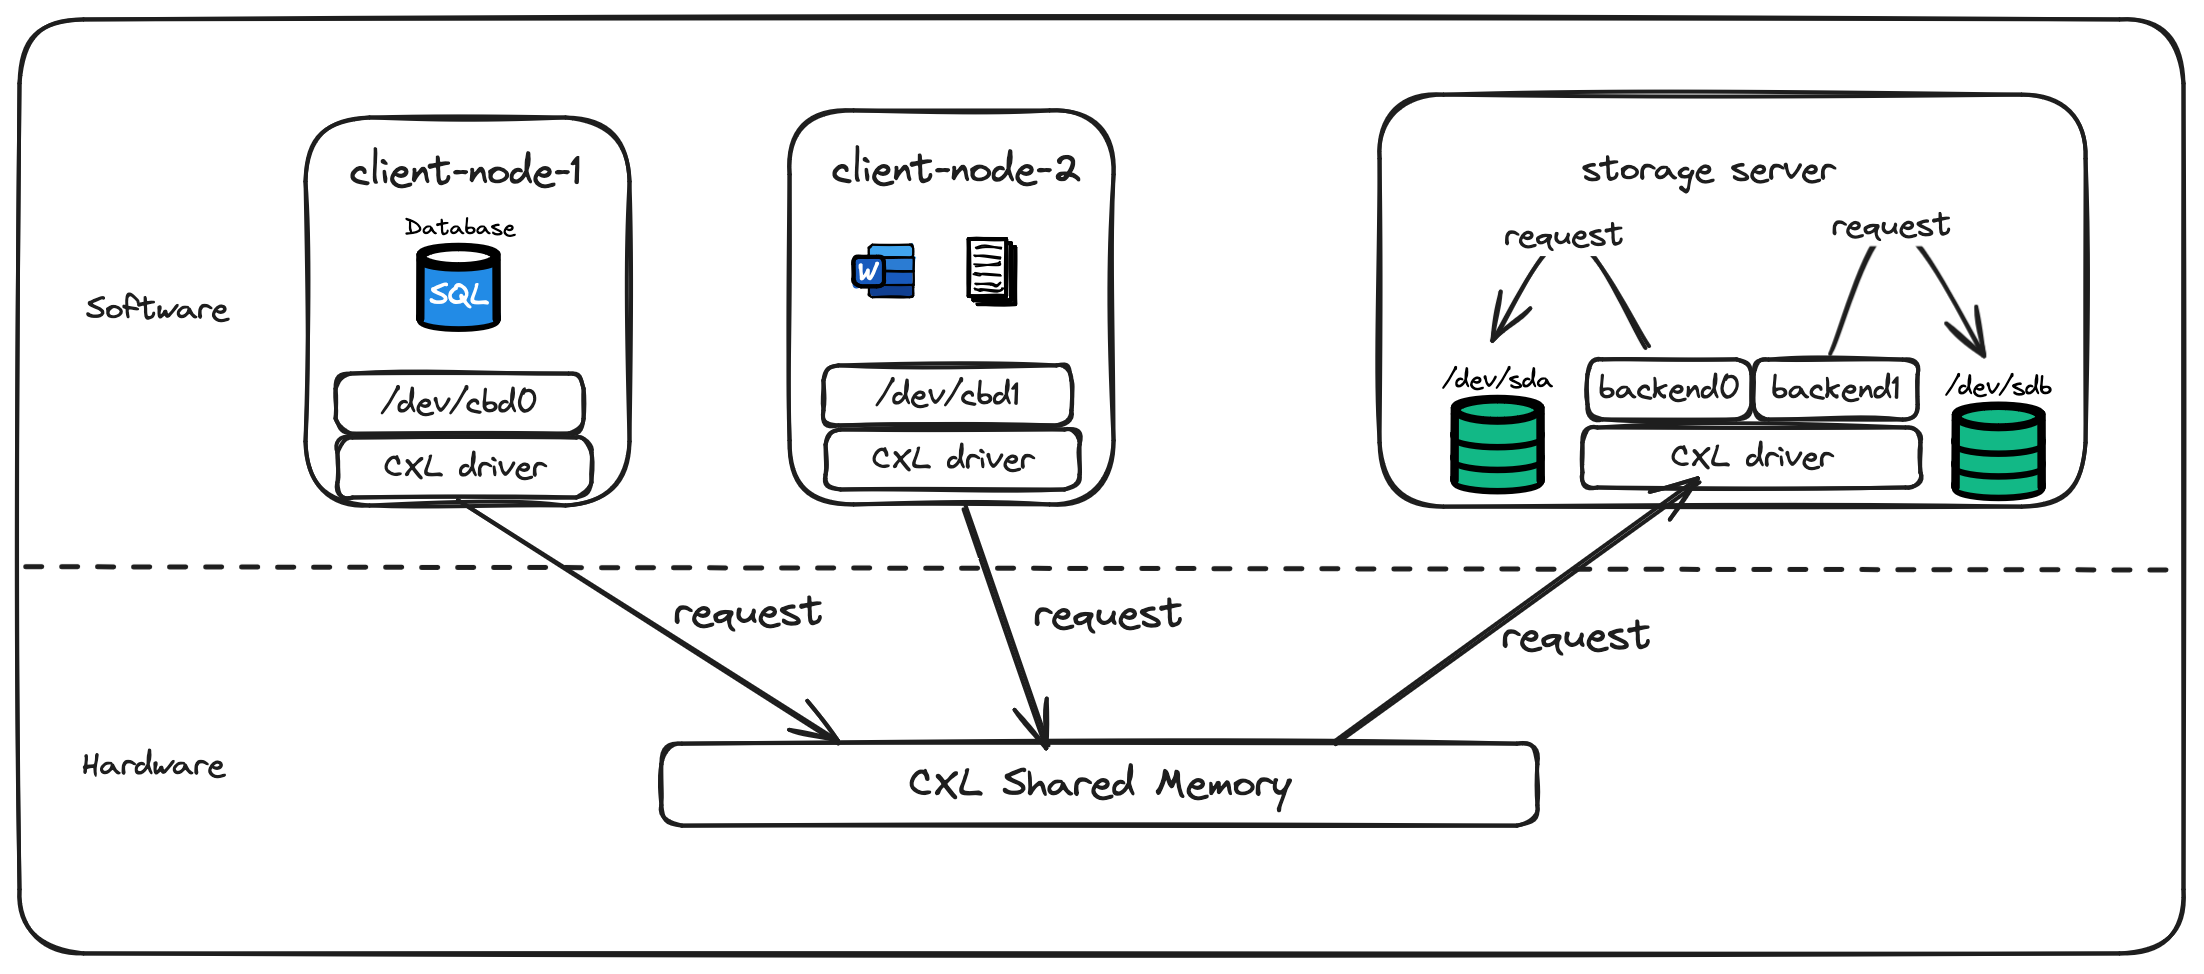 client-node-1
Database
SQL
/dev/cbd0
CXL driver
client-node-2
W
/dev/cbd1
CXL driver
storage server
request
request
/dev/sda
backend0
backend1
/dev/sdb
CXL driver
Software
request
request
request
Hardware
CXL Shared Memory